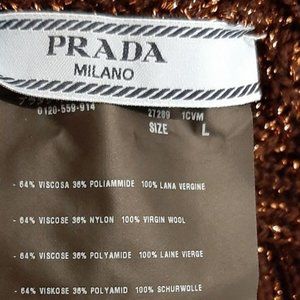 PRADA
MILANO
0120-559-914
27289 1CVM
SIZE L
- 64% VISCOSA 36% POLIAMMIDE 100% LANA VERGINE
- 64% VISCOSE 36% NYLON 100% VIRGIN WOOL
- 64% VISCOSE 36% POLYAMIDE 100% LAINE VIERGE
- 64% VISKOSE 36% POLYAMID 100% SCHURWOLLE